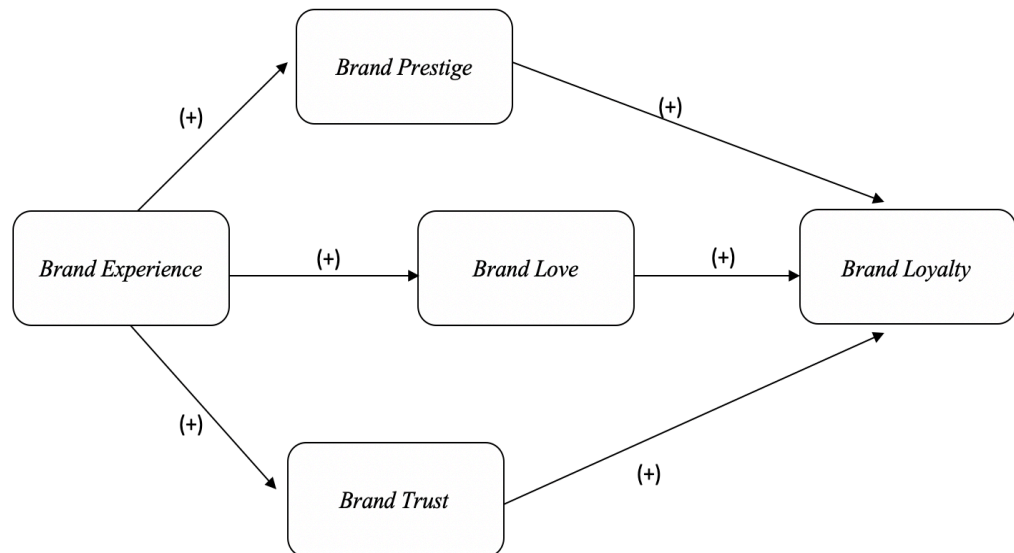 Brand Prestige
(+)
(+)
Brand Experience
(+)
Brand Love
(+)
Brand Loyalty
(+)
(+)
Brand Trust